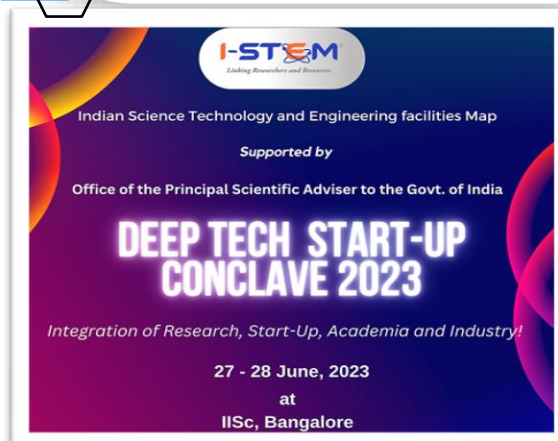 I-STEM
Linking Researchers and Resources
Indian Science Technology and Engineering facilities Map
Supported by
Office of the Principal Scientific Adviser to the Govt. of India
DEEP TECH START-UP
CONCLAVE 2023
Integration of Research, Start-Up, Academia and Industry!
27 - 28 June, 2023
at
IISc, Bangalore